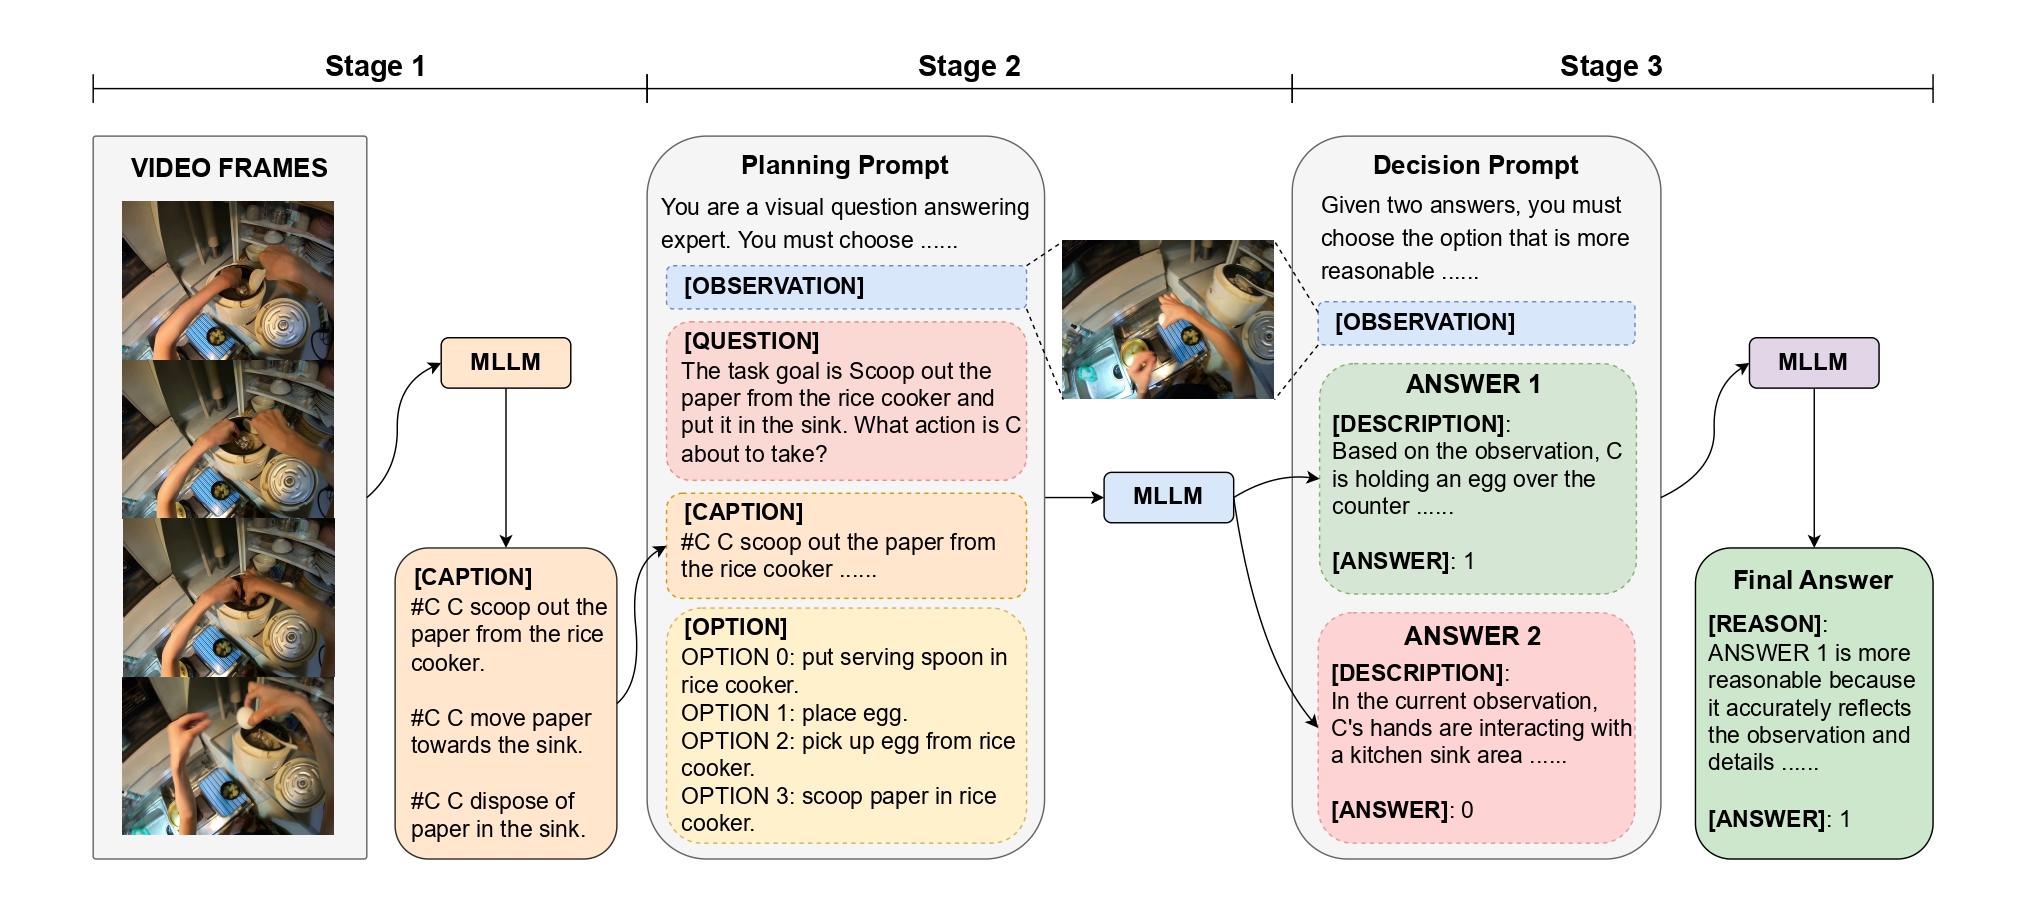 Stage 1
Stage 2
Stage 3
VIDEO FRAMES
MLLM
[CAPTION]
#C C scoop out the
paper from the rice
cooker.
#C C move paper
towards the sink.
#C C dispose of
paper in the sink.
Planning Prompt
You are a visual question answering
expert. You must choose ......
[OBSERVATION]
[QUESTION]
The task goal is Scoop out the
paper from the rice cooker and
put it in the sink. What action is C
about to take?
[CAPTION]
#C C scoop out the paper from
the rice cooker ......
[OPTION]
OPTION 0: put serving spoon in
rice cooker.
OPTION 1: place egg.
OPTION 2: pick up egg from rice
cooker.
OPTION 3: scoop paper in rice
cooker.
MLLM
Decision Prompt
Given two answers, you must
choose the option that is more
reasonable ......
[OBSERVATION]
ANSWER 1
[DESCRIPTION]:
Based on the observation, C
is holding an egg over the
counter ......
[ANSWER]: 1
ANSWER 2
[DESCRIPTION]:
In the current observation,
C's hands are interacting with
a kitchen sink area ......
[ANSWER]: 0
MLLM
Final Answer
[REASON]:
ANSWER 1 is more
reasonable because
it accurately reflects
the observation and
details ......
[ANSWER]: 1